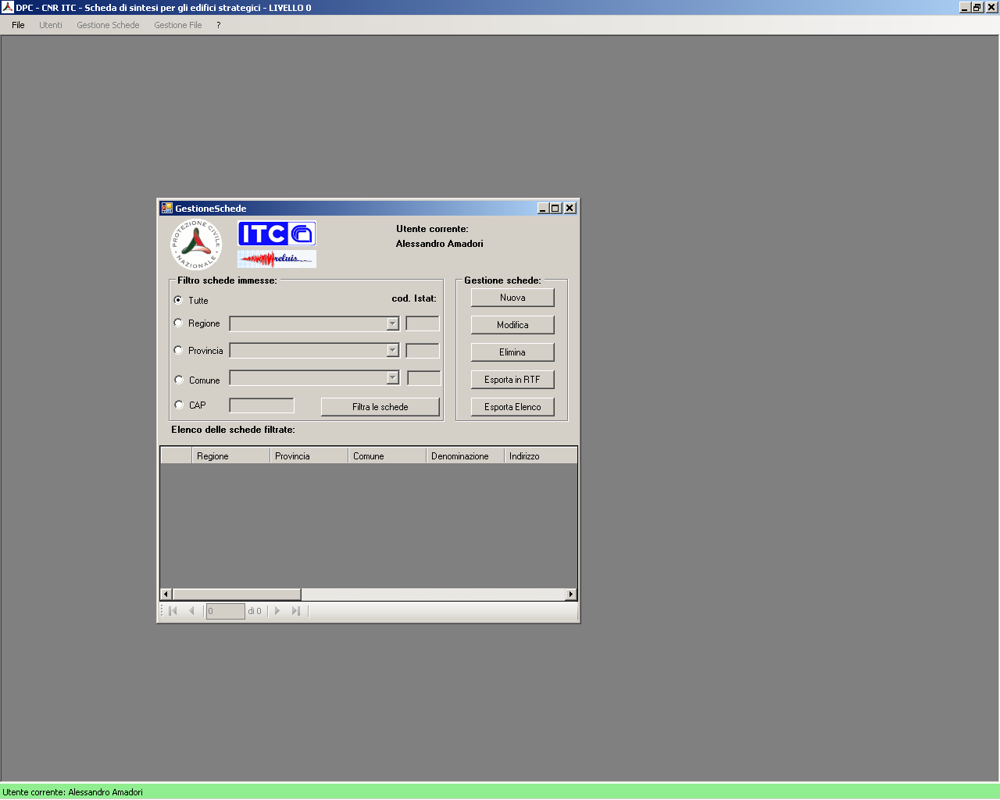 DPC - CNR ITC - Scheda di sintesi per gli edifici strategici - LIVELLO 0
File Utenti Gestione Schede Gestione File ?
GestioneSchede
PROTEZIONE CIVILE NAZIONALE
ITC
reluis
Utente corrente:
Alessandro Amadori
Filtro schede immesse:
Tutte cod. Istat:
Regione
Provincia
Comune
CAP Filtra le schede
Gestione schede:
Nuova
Modifica
Elimina
Esporta in RTF
Esporta Elenco
Elenco delle schede filtrate:
Regione Provincia Comune Denominazione Indirizzo
0 di 0
Utente corrente: Alessandro Amadori